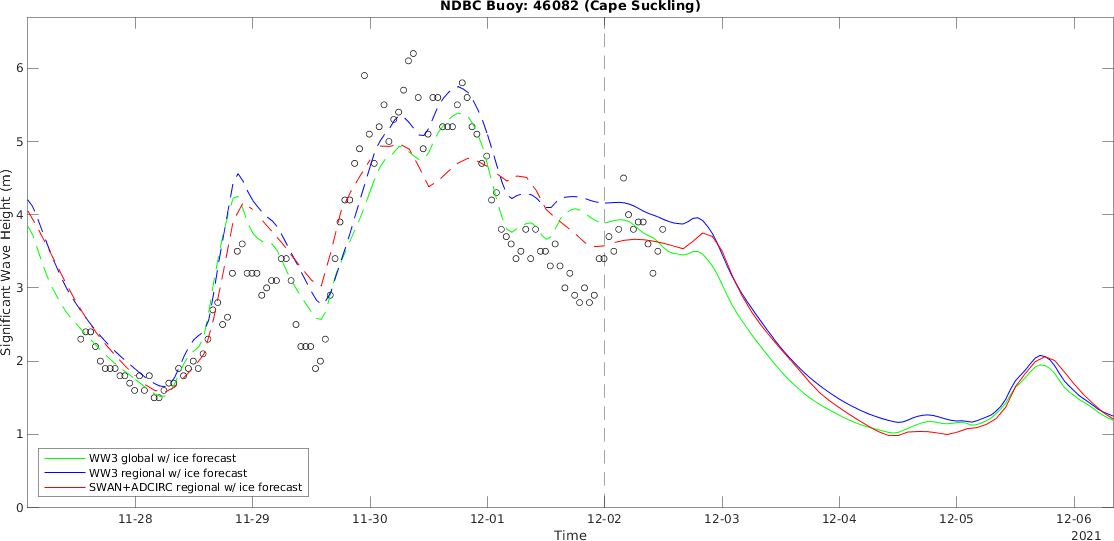 NDBC Buoy: 46082 (Cape Suckling)
Significant Wave Height (m)
6
5
4
3
2
1
0
WW3 global w/ ice forecast
WW3 regional w/ ice forecast
SWAN+ADCIRC regional w/ ice forecast
11-28 11-29 11-30 12-01 12-02 12-03 12-04 12-05 12-06
Time
2021